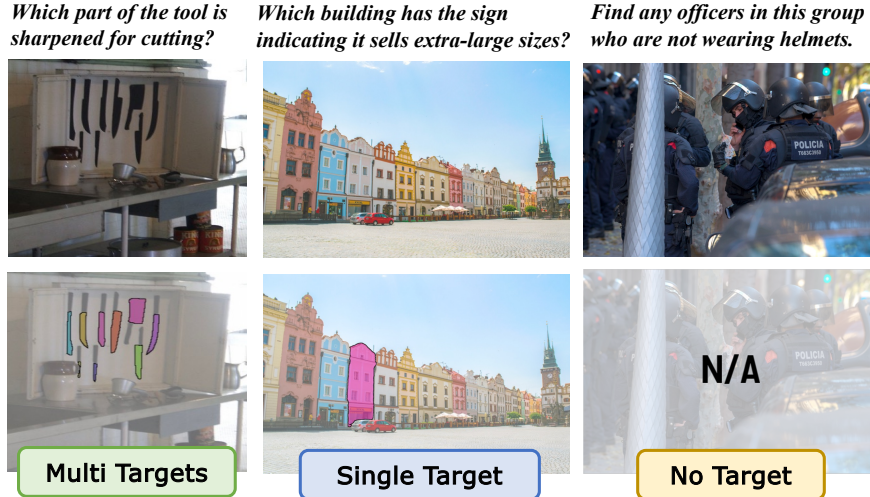 Which part of the tool is
sharpened for cutting?
Which building has the sign
indicating it sells extra-large sizes?
Find any officers in this group
who are not wearing helmets.
POLICIA
POLICIA
N/A
Multi Targets
Single Target
No Target